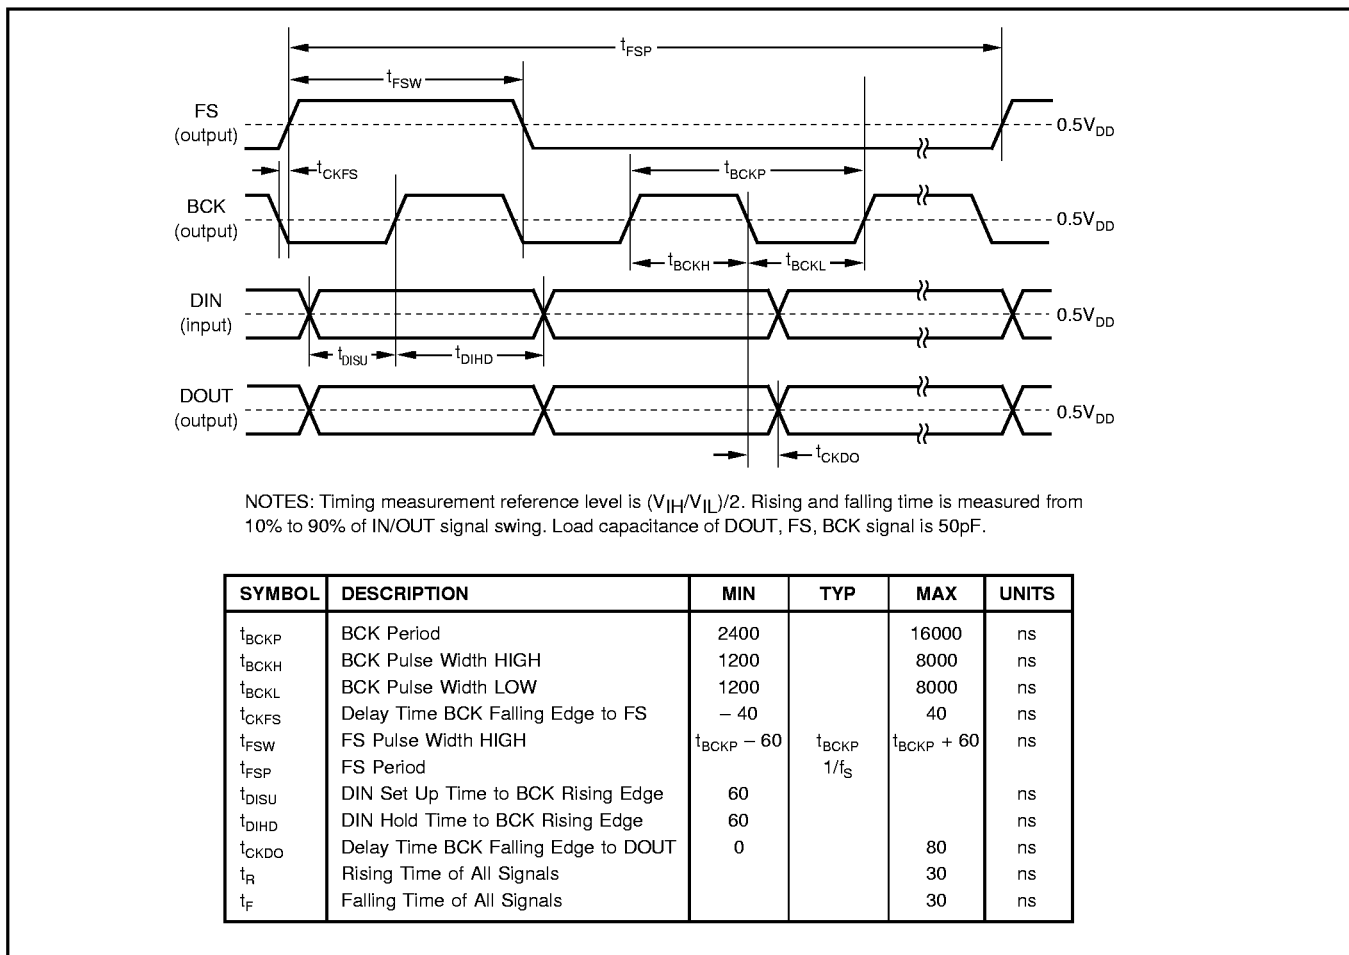 tFSP
tFSW
FS
(output)
0.5VDD
tCKFS
tBCKP
BCK
(output)
0.5VDD
tBCKH
tBCKL
DIN
(input)
0.5VDD
tDISU
tDIHD
DOUT
(output)
0.5VDD
tCKDO
NOTES: Timing measurement reference level is (VIH/VIL)/2. Rising and falling time is measured from
10% to 90% of IN/OUT signal swing. Load capacitance of DOUT, FS, BCK signal is 50pF.
SYMBOL DESCRIPTION MIN TYP MAX UNITS
tBCKP BCK Period 2400 16000 ns
tBCKH BCK Pulse Width HIGH 1200 8000 ns
tBCKL BCK Pulse Width LOW 1200 8000 ns
tCKFS Delay Time BCK Falling Edge to FS – 40 40 ns
tFSW FS Pulse Width HIGH tBCKP – 60 tBCKP tBCKP + 60 ns
tFSP FS Period 1/fS
tDISU DIN Set Up Time to BCK Rising Edge 60 ns
tDIHD DIN Hold Time to BCK Rising Edge 60 ns
tCKDO Delay Time BCK Falling Edge to DOUT 0 80 ns
tR Rising Time of All Signals 30 ns
tF Falling Time of All Signals 30 ns